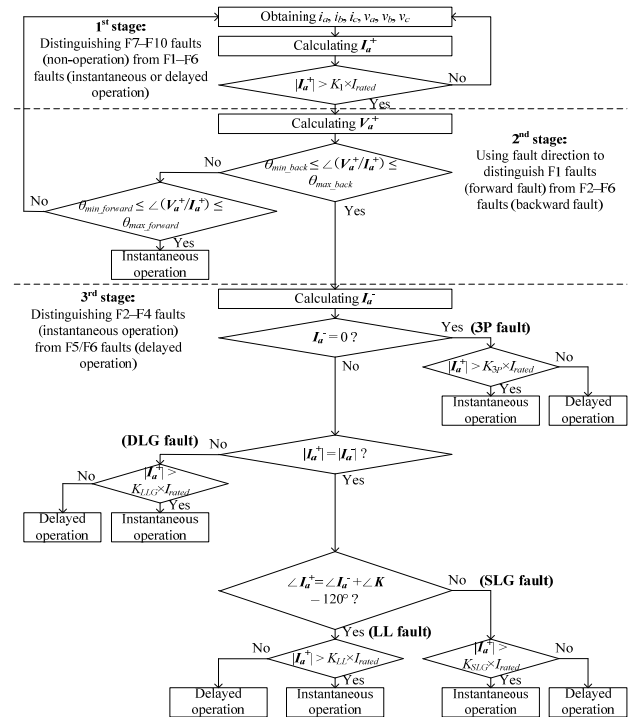 1st stage:
Distinguishing F7–F10 faults
(non-operation) from F1–F6
faults (instantaneous or delayed
operation)
Obtaining ia, ib, ic, va, vb, vc
Calculating Ia+
|Ia+| > K1×Irated
No
Yes
Calculating Va+
2nd stage:
Using fault direction to
distinguish F1 faults
(forward fault) from F2–F6
faults (backward fault)
No
θmin_back ≤ ∠(Va+/Ia+) ≤
θmax_back
Yes
No
θmin_forward ≤ ∠(Va+/Ia+) ≤
θmax_forward
Yes
Instantaneous
operation
3rd stage:
Distinguishing F2–F4 faults
(instantaneous operation)
from F5/F6 faults (delayed
operation)
Calculating Ia-
Ia- = 0 ?
Yes (3P fault)
No
|Ia+| > K3P×Irated
No
Yes
Instantaneous
operation
Delayed
operation
(DLG fault)
No
|Ia+|=|Ia-| ?
Yes
No
|Ia+| >
KLLG×Irated
Yes
Delayed
operation
Instantaneous
operation
∠Ia+=∠Ia-+∠K
− 120° ?
No (SLG fault)
Yes (LL fault)
No
|Ia+| > KLL×Irated
Yes
Delayed
operation
Instantaneous
operation
|Ia+| >
KSLG×Irated
No
Yes
Instantaneous
operation
Delayed
operation